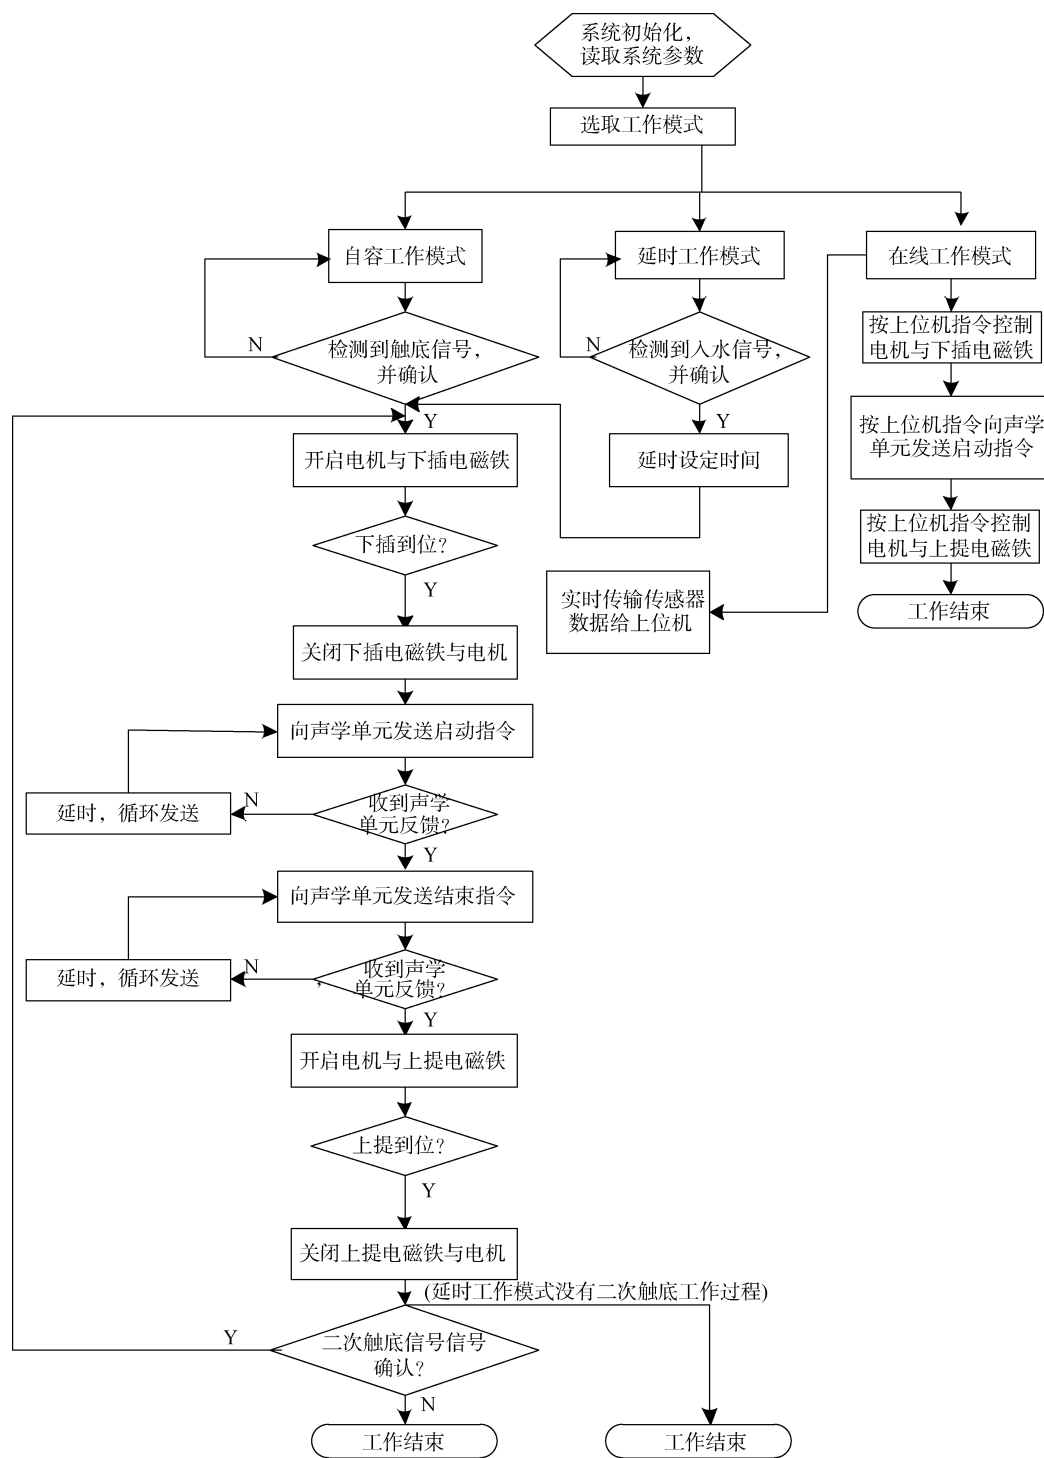 系统初始化，
读取系统参数
选取工作模式
自容工作模式
延时工作模式
在线工作模式
N
检测到触底信号，
并确认
Y
N
检测到入水信号，
并确认
Y
按上位机指令控制
电机与下插电磁铁
开启电机与下插电磁铁
延时设定时间
按上位机指令向声学
单元发送启动指令
下插到位？
Y
按上位机指令控制
电机与上提电磁铁
实时传输传感器
数据给上位机
工作结束
关闭下插电磁铁与电机
向声学单元发送启动指令
延时，循环发送
N
收到声学
单元反馈？
Y
向声学单元发送结束指令
延时，循环发送
N
收到声学
，单元反馈？
Y
开启电机与上提电磁铁
上提到位？
Y
关闭上提电磁铁与电机
(延时工作模式没有二次触底工作过程)
Y
二次触底信号信号
确认？
N
工作结束
工作结束